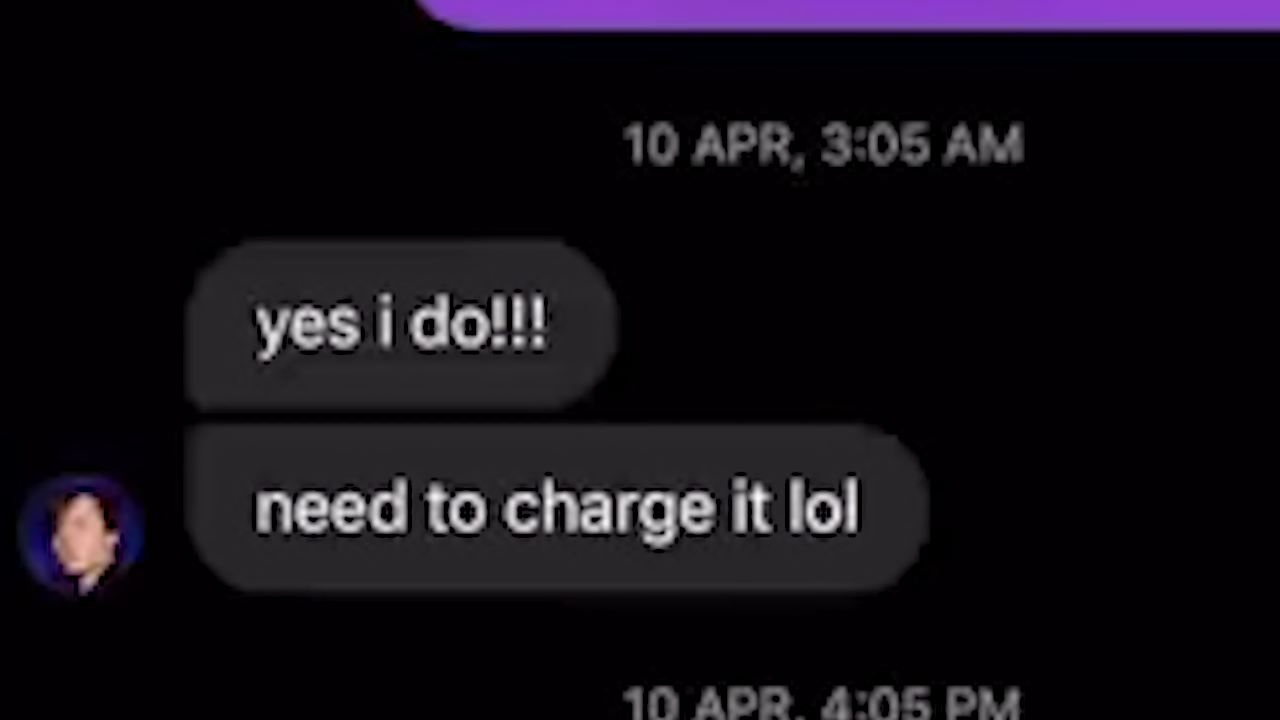 10 APR, 3:05 AM
yes i do!!!
need to charge it lol
10 APR, 4:05 PM